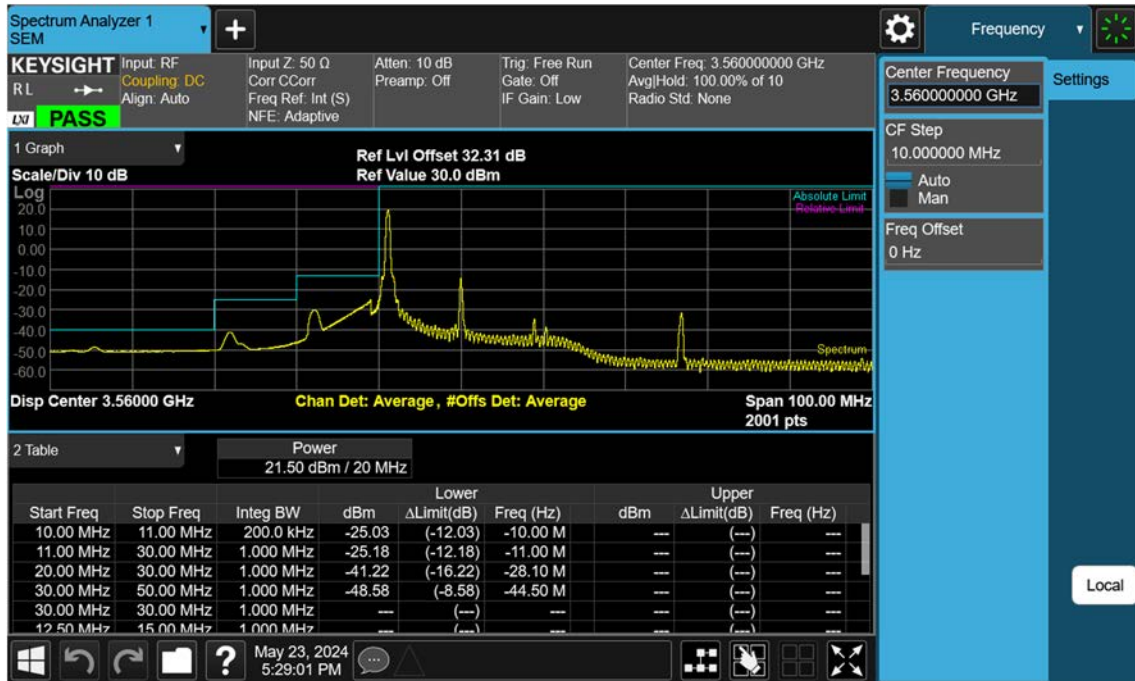 Spectrum Analyzer 1
SEM
Frequency
KEYSIGHT
R L
LXI PASS
Input: RF
Coupling: DC
Align: Auto
Input Z: 50 Ω
Corr CCorr
Freq Ref: Int (S)
NFE: Adaptive
Atten: 10 dB
Preamp: Off
Trig: Free Run
Gate: Off
IF Gain: Low
Center Freq: 3.560000000 GHz
Avg|Hold: 100.00% of 10
Radio Std: None
Center Frequency
3.560000000 GHz
Settings
CF Step
10.000000 MHz
Auto
Man
Freq Offset
0 Hz
1 Graph
Ref Lvl Offset 32.31 dB
Scale/Div 10 dB
Ref Value 30.0 dBm
Log
Absolute Limit
Relative Limit
20.0
10.0
0.00
-10.0
-20.0
-30.0
-40.0
-50.0
Spectrum
-60.0
Disp Center 3.56000 GHz
Chan Det: Average, #Offs Det: Average
Span 100.00 MHz
2001 pts
2 Table
Power
21.50 dBm / 20 MHz
Lower Upper
Start Freq Stop Freq Integ BW dBm ΔLimit(dB) Freq (Hz) dBm ΔLimit(dB) Freq (Hz)
10.00 MHz 11.00 MHz 200.0 kHz -25.03 (-12.03) -10.00 M --- (---) ---
11.00 MHz 30.00 MHz 1.000 MHz -25.18 (-12.18) -11.00 M --- (---) ---
20.00 MHz 30.00 MHz 1.000 MHz -41.22 (-16.22) -28.10 M --- (---) ---
30.00 MHz 50.00 MHz 1.000 MHz -48.58 (-8.58) -44.50 M --- (---) ---
30.00 MHz 30.00 MHz 1.000 MHz --- (---) --- --- (---) ---
12.50 MHz 15.00 MHz 1.000 MHz --- (---) --- --- (---) ---
Local
?
May 23, 2024
5:29:01 PM